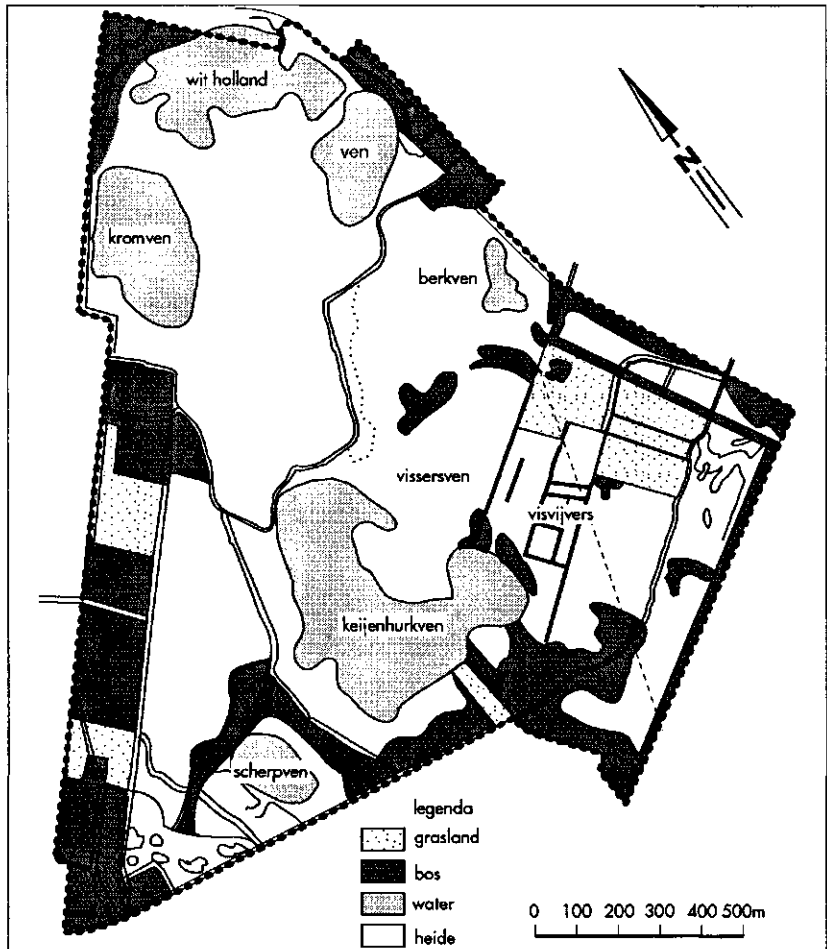 wit holland
ven
N
kromven
berkven
vissersven
visvijvers
keijenhurkven
scherpven
legenda
grasland
bos
water
heide
0 100 200 300 400 500m